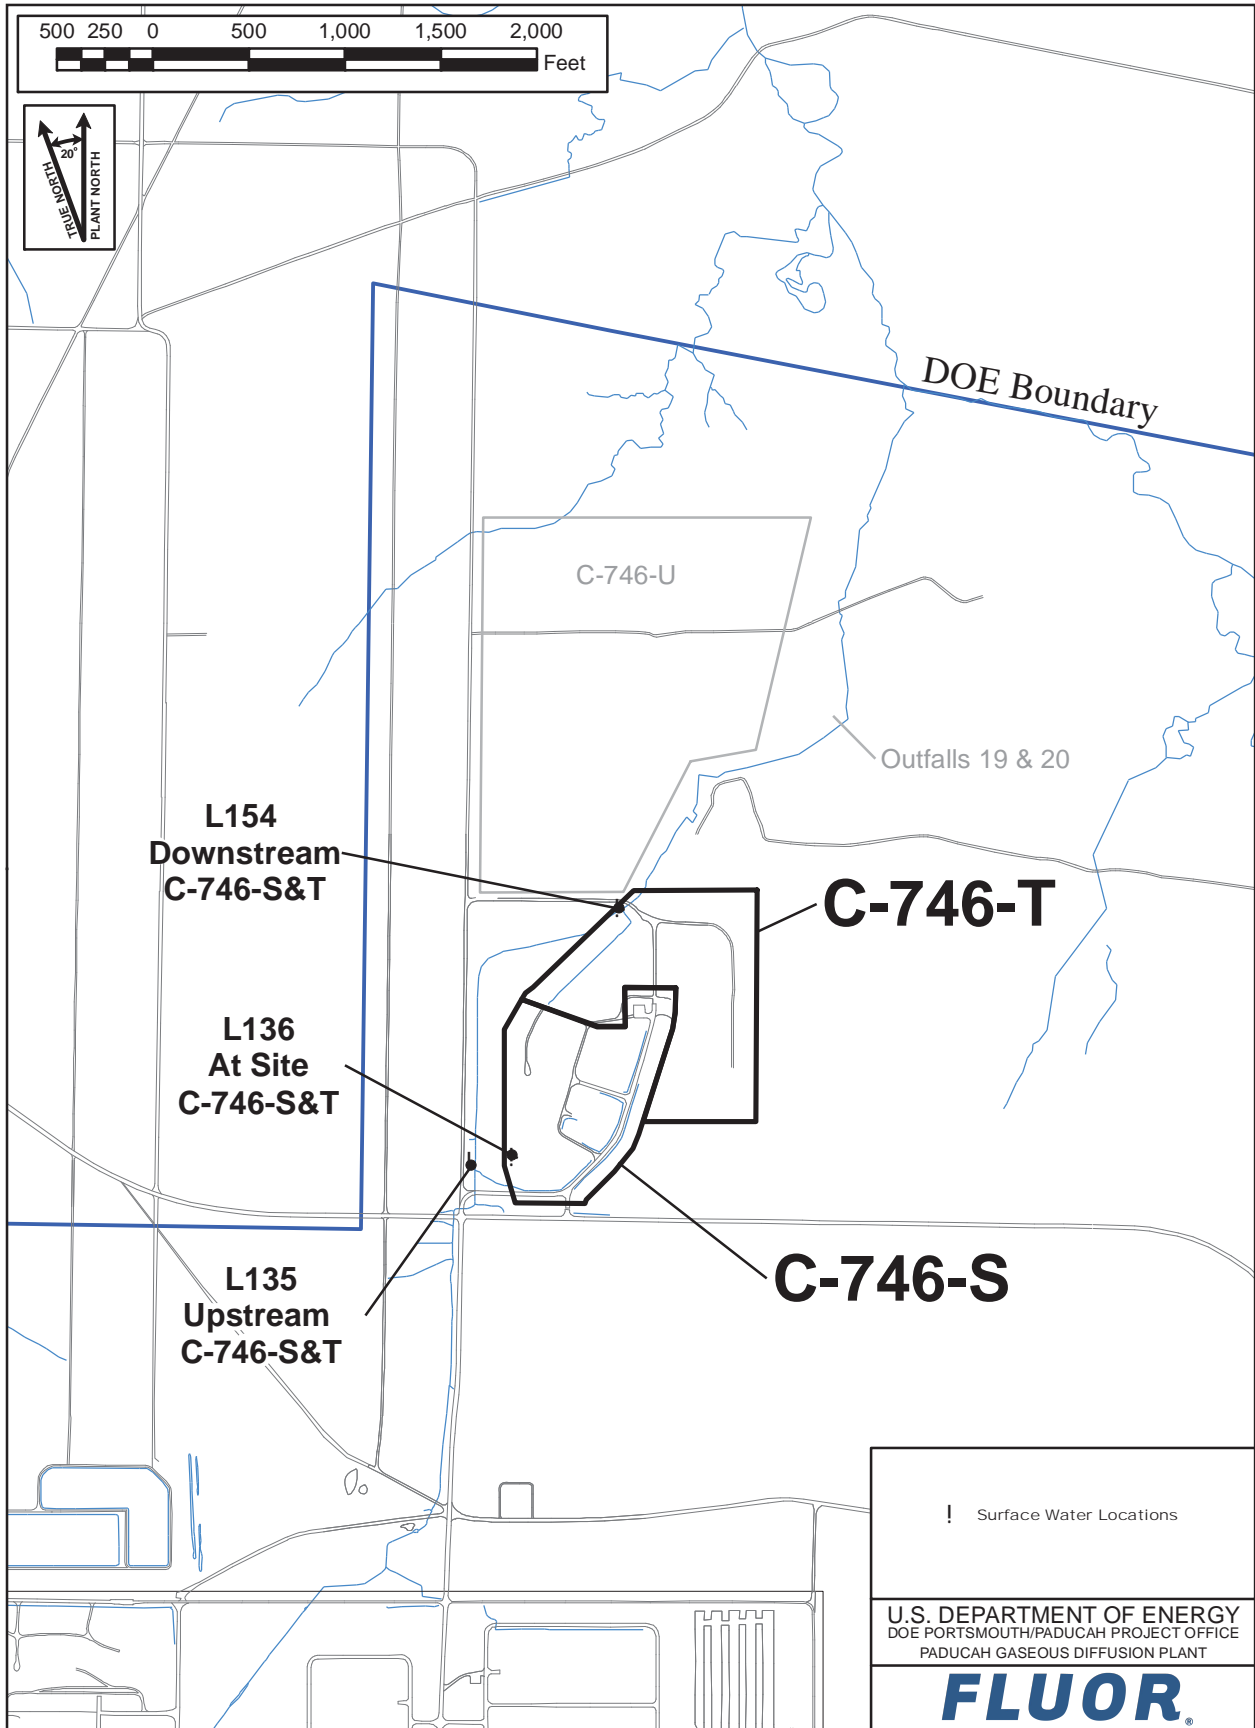 500 250 0 500 1,000 1,500 2,000
Feet
20°
TRUE NORTH
PLANT NORTH
DOE Boundary
C-746-U
Outfalls 19 & 20
L154
Downstream
C-746-S&T
C-746-T
L136
At Site
C-746-S&T
C-746-S
L135
Upstream
C-746-S&T
! Surface Water Locations
U.S. DEPARTMENT OF ENERGY
DOE PORTSMOUTH/PADUCAH PROJECT OFFICE
PADUCAH GASEOUS DIFFUSION PLANT
FLUOR®